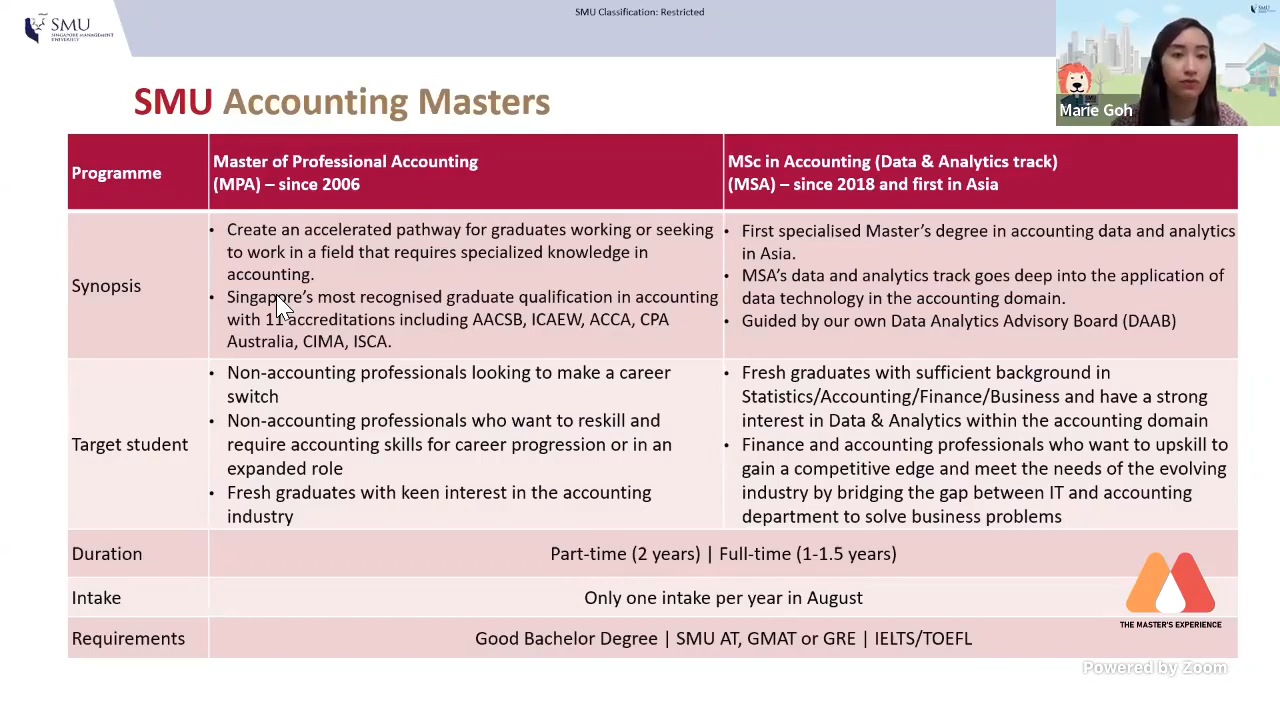 SMU Classification: Restricted
SMU
SINGAPORE MANAGEMENT
UNIVERSITY
Marie Goh
SMU Accounting Masters
Programme
Master of Professional Accounting
(MPA) – since 2006
MSc in Accounting (Data & Analytics track)
(MSA) – since 2018 and first in Asia
Synopsis
• Create an accelerated pathway for graduates working or seeking
to work in a field that requires specialized knowledge in
accounting.
• Singapore’s most recognised graduate qualification in accounting
with 11 accreditations including AACSB, ICAEW, ACCA, CPA
Australia, CIMA, ISCA.
• First specialised Master’s degree in accounting data and analytics
in Asia.
• MSA’s data and analytics track goes deep into the application of
data technology in the accounting domain.
• Guided by our own Data Analytics Advisory Board (DAAB)
Target student
• Non-accounting professionals looking to make a career
switch
• Non-accounting professionals who want to reskill and
require accounting skills for career progression or in an
expanded role
• Fresh graduates with keen interest in the accounting
industry
• Fresh graduates with sufficient background in
Statistics/Accounting/Finance/Business and have a strong
interest in Data & Analytics within the accounting domain
• Finance and accounting professionals who want to upskill to
gain a competitive edge and meet the needs of the evolving
industry by bridging the gap between IT and accounting
department to solve business problems
Duration
Part-time (2 years) | Full-time (1-1.5 years)
Intake
Only one intake per year in August
Requirements
Good Bachelor Degree | SMU AT, GMAT or GRE | IELTS/TOEFL
THE MASTER'S EXPERIENCE
Powered by Zoom